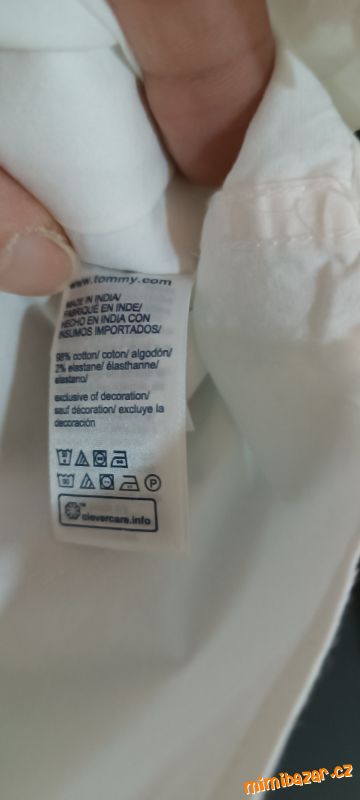 www.tommy.com
MADE IN INDIA/
FABRIQUÉ EN INDE/
HECHO EN INDIA CON
INSUMOS IMPORTADOS/
98% cotton/ coton/ algodón/
2% elastane/ élasthanne/
elastano/
exclusive of decoration/
sauf décoration/ excluye la
decoración
P
clevercare.info
mimibazar.cz